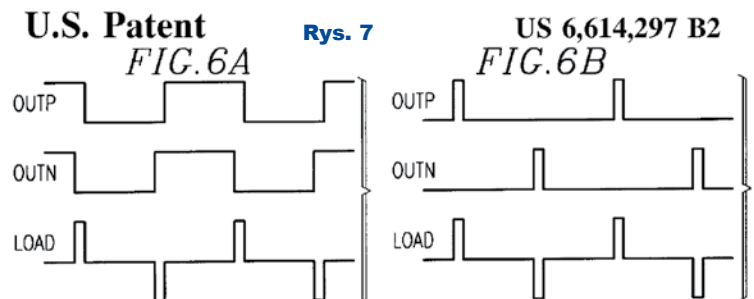 U.S. Patent Rys. 7 US 6,614,297 B2
FIG.6A FIG.6B
OUTP OUTP
OUTN OUTN
LOAD LOAD